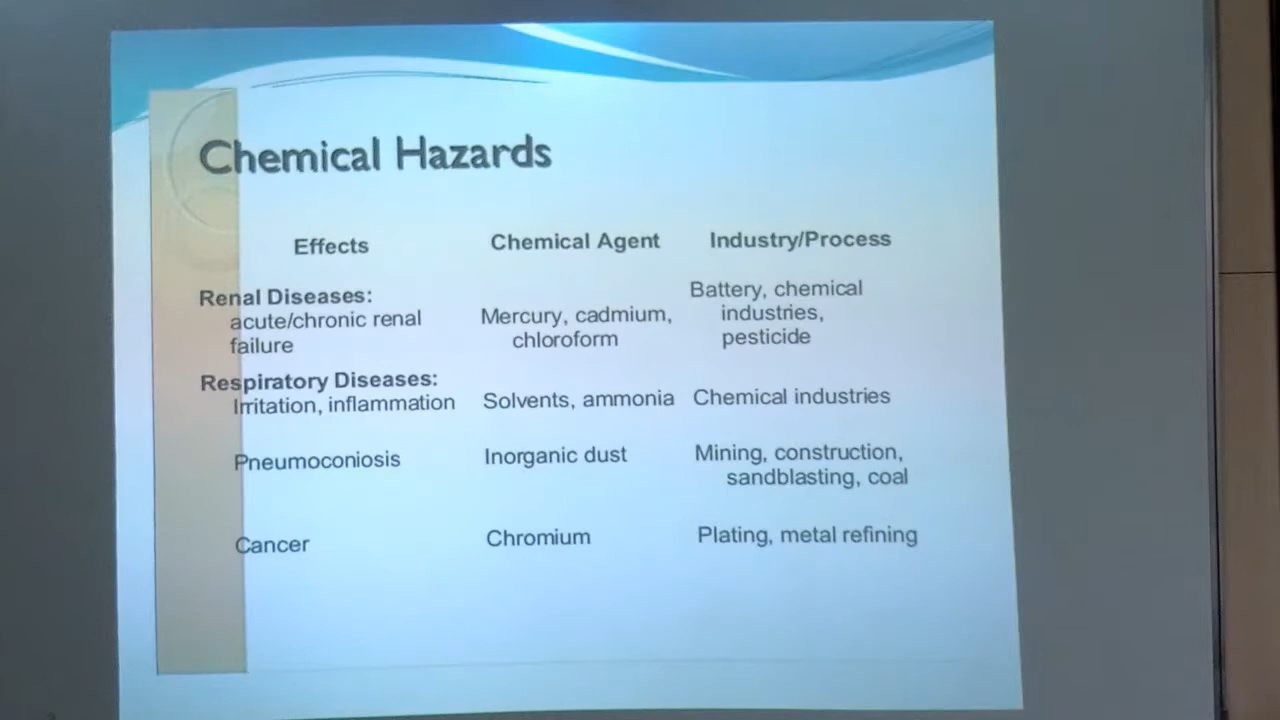 Chemical Hazards
Effects Chemical Agent Industry/Process
Renal Diseases:
acute/chronic renal
failure
Mercury, cadmium,
chloroform
Battery, chemical
industries,
pesticide
Respiratory Diseases:
Irritation, inflammation Solvents, ammonia Chemical industries
Pneumoconiosis Inorganic dust Mining, construction,
sandblasting, coal
Cancer Chromium Plating, metal refining